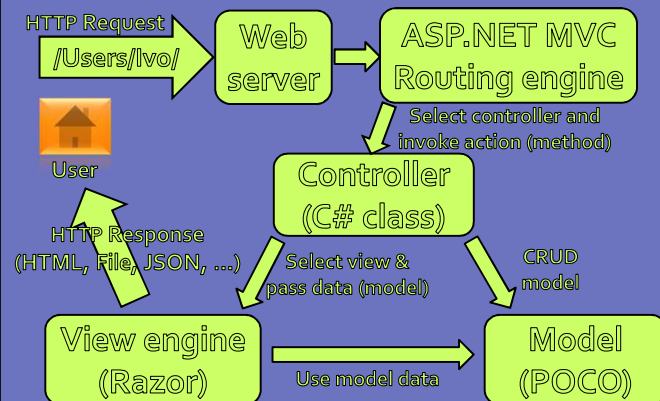 HTTP Request
/Users/Ivo/
Web
server
ASP.NET MVC
Routing engine
Select controller and
invoke action (method)
User
Controller
(C# class)
HTTP Response
(HTML, File, JSON, ...)
Select view &
pass data (model)
CRUD
model
View engine
(Razor)
Use model data
Model
(POCO)